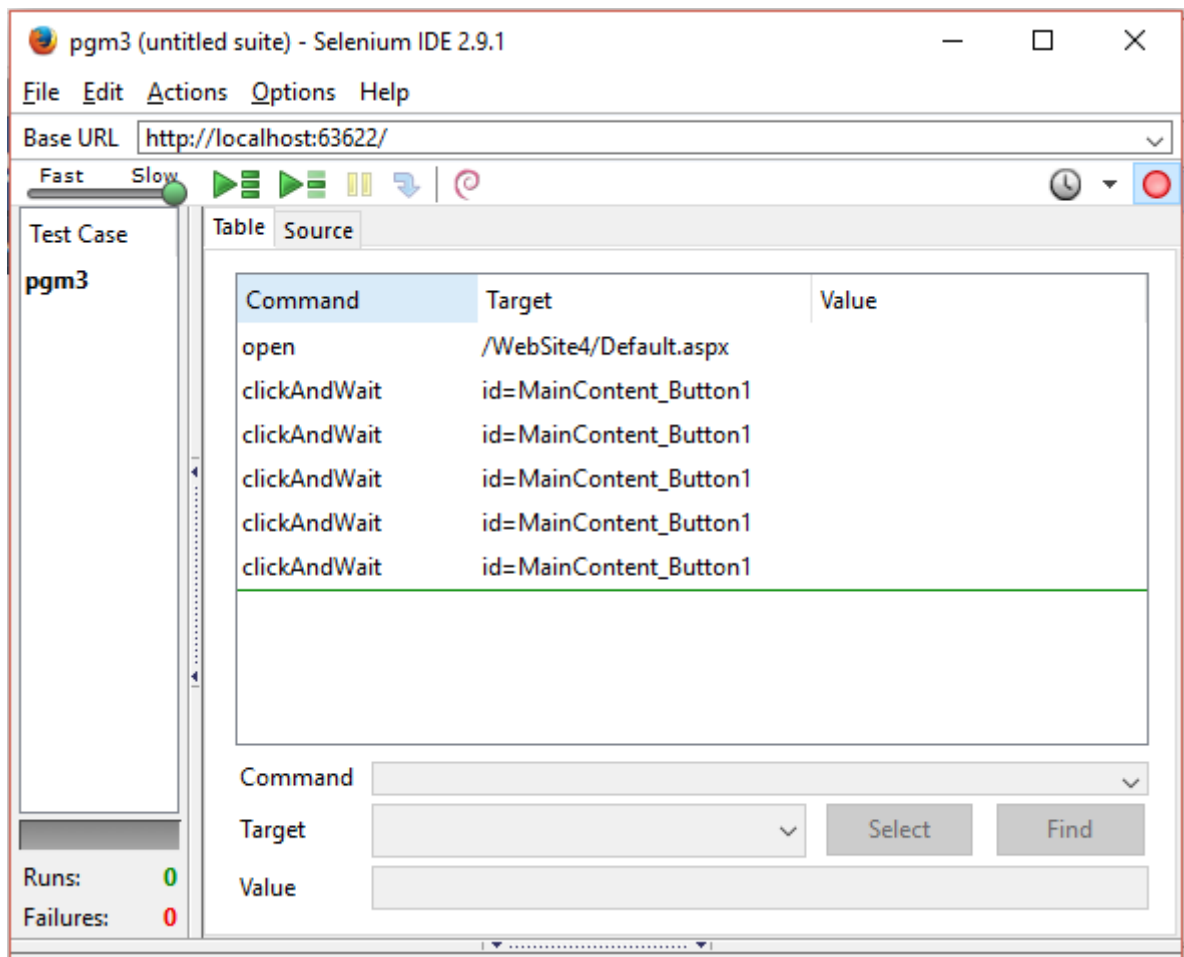 pgm3 (untitled suite) - Selenium IDE 2.9.1
File Edit Actions Options Help
Base URL http://localhost:63622/
Fast Slow
Test Case
pgm3
Table Source
Command Target Value
open /WebSite4/Default.aspx
clickAndWait id=MainContent_Button1
clickAndWait id=MainContent_Button1
clickAndWait id=MainContent_Button1
clickAndWait id=MainContent_Button1
clickAndWait id=MainContent_Button1
Command
Target Select Find
Value
Runs: 0
Failures: 0